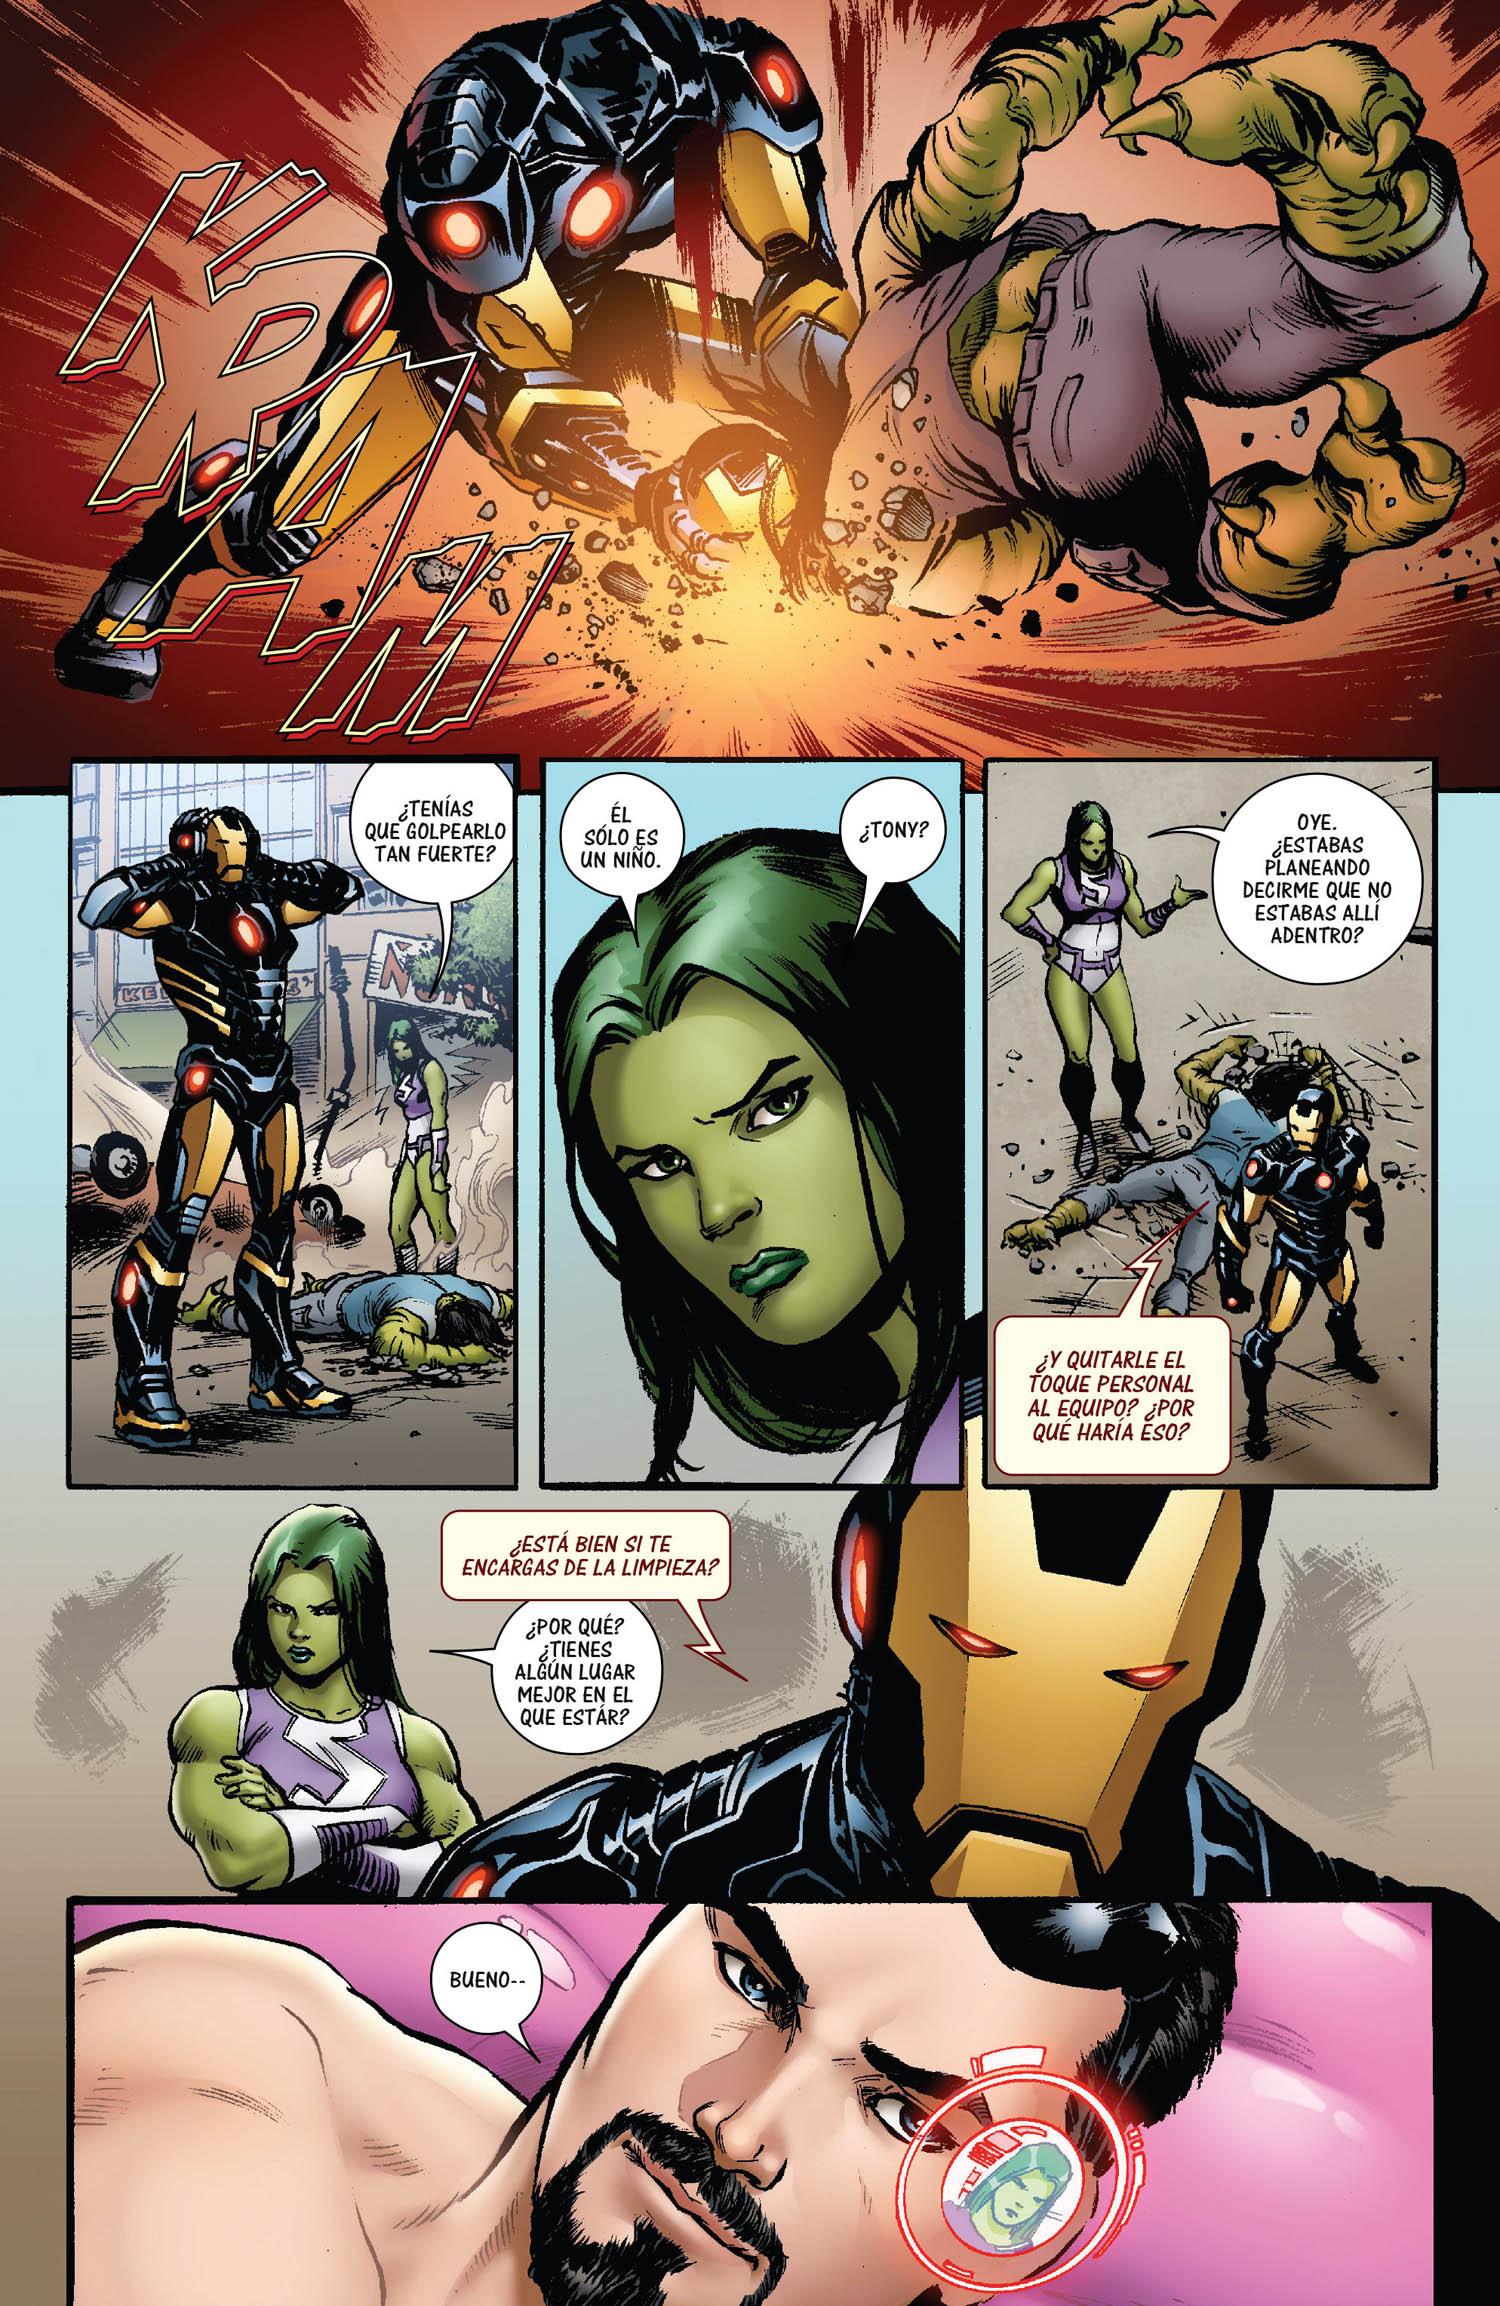 KBWAMM
¿TENÍAS
QUE GOLPEARLO
TAN FUERTE?
ÉL
SÓLO ES
UN NIÑO.
¿TONY?
OYE.
¿ESTABAS
PLANEANDO
DECIRME QUE NO
ESTABAS ALLÍ
ADENTRO?
¿Y QUITARLE EL
TOQUE PERSONAL
AL EQUIPO? ¿POR
QUÉ HARÍA ESO?
¿ESTÁ BIEN SI TE
ENCARGAS DE LA LIMPIEZA?
¿POR QUÉ?
¿TIENES
ALGÚN LUGAR
MEJOR EN EL
QUE ESTÁR?
BUENO--